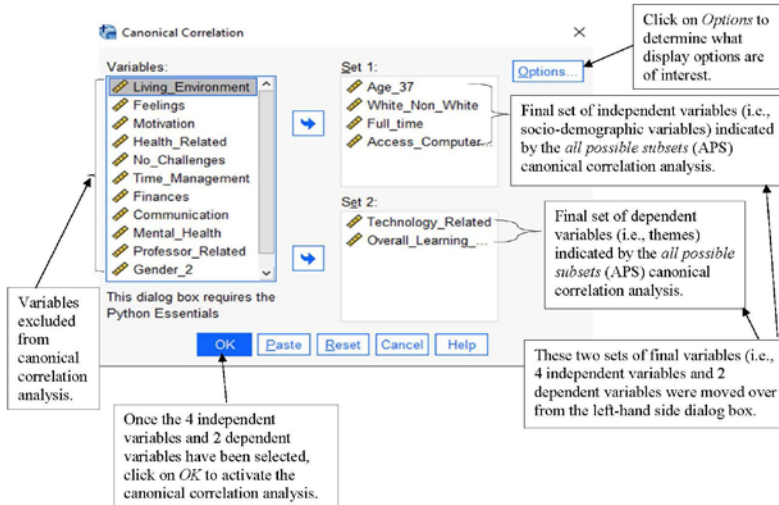 Canonical Correlation
Variables:
Living_Environment
Feelings
Motivation
Health_Related
No_Challenges
Time_Management
Finances
Communication
Mental_Health
Professor_Related
Gender_2
This dialog box requires the
Python Essentials
Set 1:
Age_37
White_Non_White
Full_time
Access_Computer...
Set 2:
Technology_Related
Overall_Learning_...
Options...
OK
Paste
Reset
Cancel
Help
Click on Options to
determine what
display options are
of interest.
Final set of independent variables (i.e.,
socio-demographic variables) indicated
by the all possible subsets (APS)
canonical correlation analysis.
Final set of dependent
variables (i.e., themes)
indicated by the all possible
subsets (APS) canonical
correlation analysis.
These two sets of final variables (i.e.,
4 independent variables and 2
dependent variables were moved over
from the left-hand side dialog box.
Variables
excluded
from
canonical
correlation
analysis.
Once the 4 independent
variables and 2 dependent
variables have been selected,
click on OK to activate the
canonical correlation analysis.